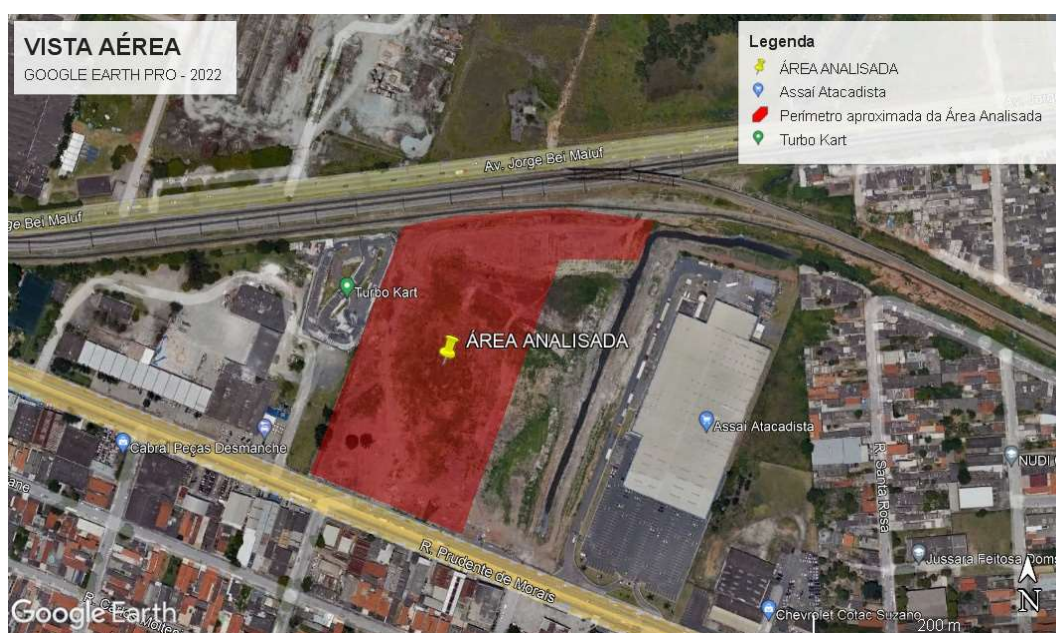 VISTA AÉREA
GOOGLE EARTH PRO - 2022
Legenda
ÁREA ANALISADA
Assaí Atacadista
Perímetro aproximada da Área Analisada
Turbo Kart
Av. Jorge Bei Maluf
rge Bei Maluf
Turbo Kart
ÁREA ANALISADA
Assaí Atacadista
Cabral Peças Desmanche
R. Santa Rosa
NUDI
R. Prudente de Morais
Jussara Feitosa Doms
N
Google Earth
Chevrolet Cotac Suzano
200 m